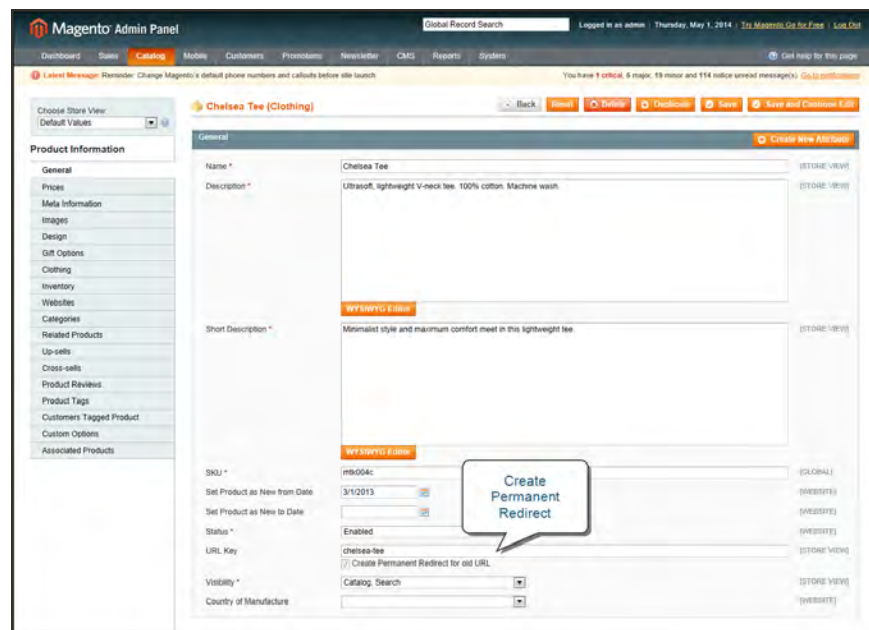 Magento Admin Panel
Global Record Search
Logged in as admin | Thursday, May 1, 2014 | Try Magento Go for Free | Log Out
Dashboard Sales Catalog Mobile Customers Promotions Newsletter CMS Reports System
Get help for this page
Latest Message: Reminder: Change Magento's default phone numbers and callouts before site launch
You have 1 critical, 6 major, 19 minor and 114 notice unread message(s). Go to notifications
Choose Store View:
Default Values
Chelsea Tee (Clothing)
Back Reset Delete Duplicate Save Save and Continue Edit
Product Information
General
Prices
Meta Information
Images
Design
Gift Options
Clothing
Inventory
Websites
Categories
Related Products
Up-sells
Cross-sells
Product Reviews
Product Tags
Customers Tagged Product
Custom Options
Associated Products
General
Create New Attribute
Name * Chelsea Tee [STORE VIEW]
Description * Ultrasoft, lightweight V-neck tee. 100% cotton. Machine wash. [STORE VIEW]
WYSIWYG Editor
Short Description * Minimalist style and maximum comfort meet in this lightweight tee. [STORE VIEW]
WYSIWYG Editor
SKU * mtk004c [GLOBAL]
Set Product as New from Date 3/1/2013 [WEBSITE]
Set Product as New to Date [WEBSITE]
Status * Enabled [WEBSITE]
URL Key chelsea-tee [STORE VIEW]
Create Permanent Redirect for old URL
Visibility * Catalog, Search [STORE VIEW]
Country of Manufacture [WEBSITE]
Create
Permanent
Redirect